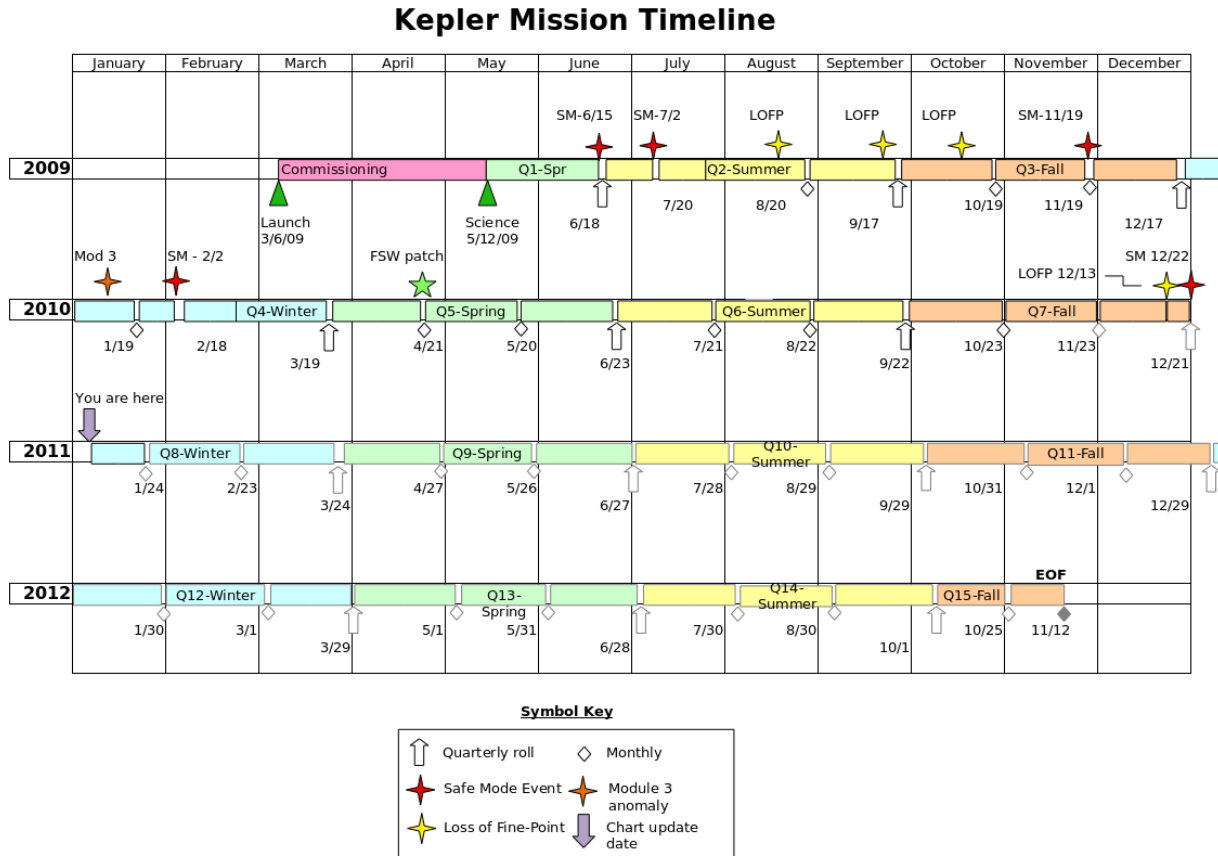 Kepler Mission Timeline
January February March April May June July August September October November December
SM-6/15 SM-7/2 LOFP LOFP LOFP SM-11/19
2009 Commissioning Q1-Spr Q2-Summer Q3-Fall
Launch
3/6/09
Science
5/12/09
6/18 7/20 8/20 9/17 10/19 11/19 12/17
Mod 3 SM - 2/2 FSW patch LOFP 12/13 SM 12/22
2010 Q4-Winter Q5-Spring Q6-Summer Q7-Fall
1/19 2/18 3/19 4/21 5/20 6/23 7/21 8/22 9/22 10/23 11/23 12/21
You are here
2011 Q8-Winter Q9-Spring Q10-
Summer Q11-Fall
1/24 2/23 3/24 4/27 5/26 6/27 7/28 8/29 9/29 10/31 12/1 12/29
EOF
2012 Q12-Winter Q13-
Spring Q14-
Summer Q15-Fall
1/30 3/1 3/29 5/1 5/31 6/28 7/30 8/30 10/1 10/25 11/12
Symbol Key
Quarterly roll Monthly
Safe Mode Event Module 3
anomaly
Loss of Fine-Point Chart update
date